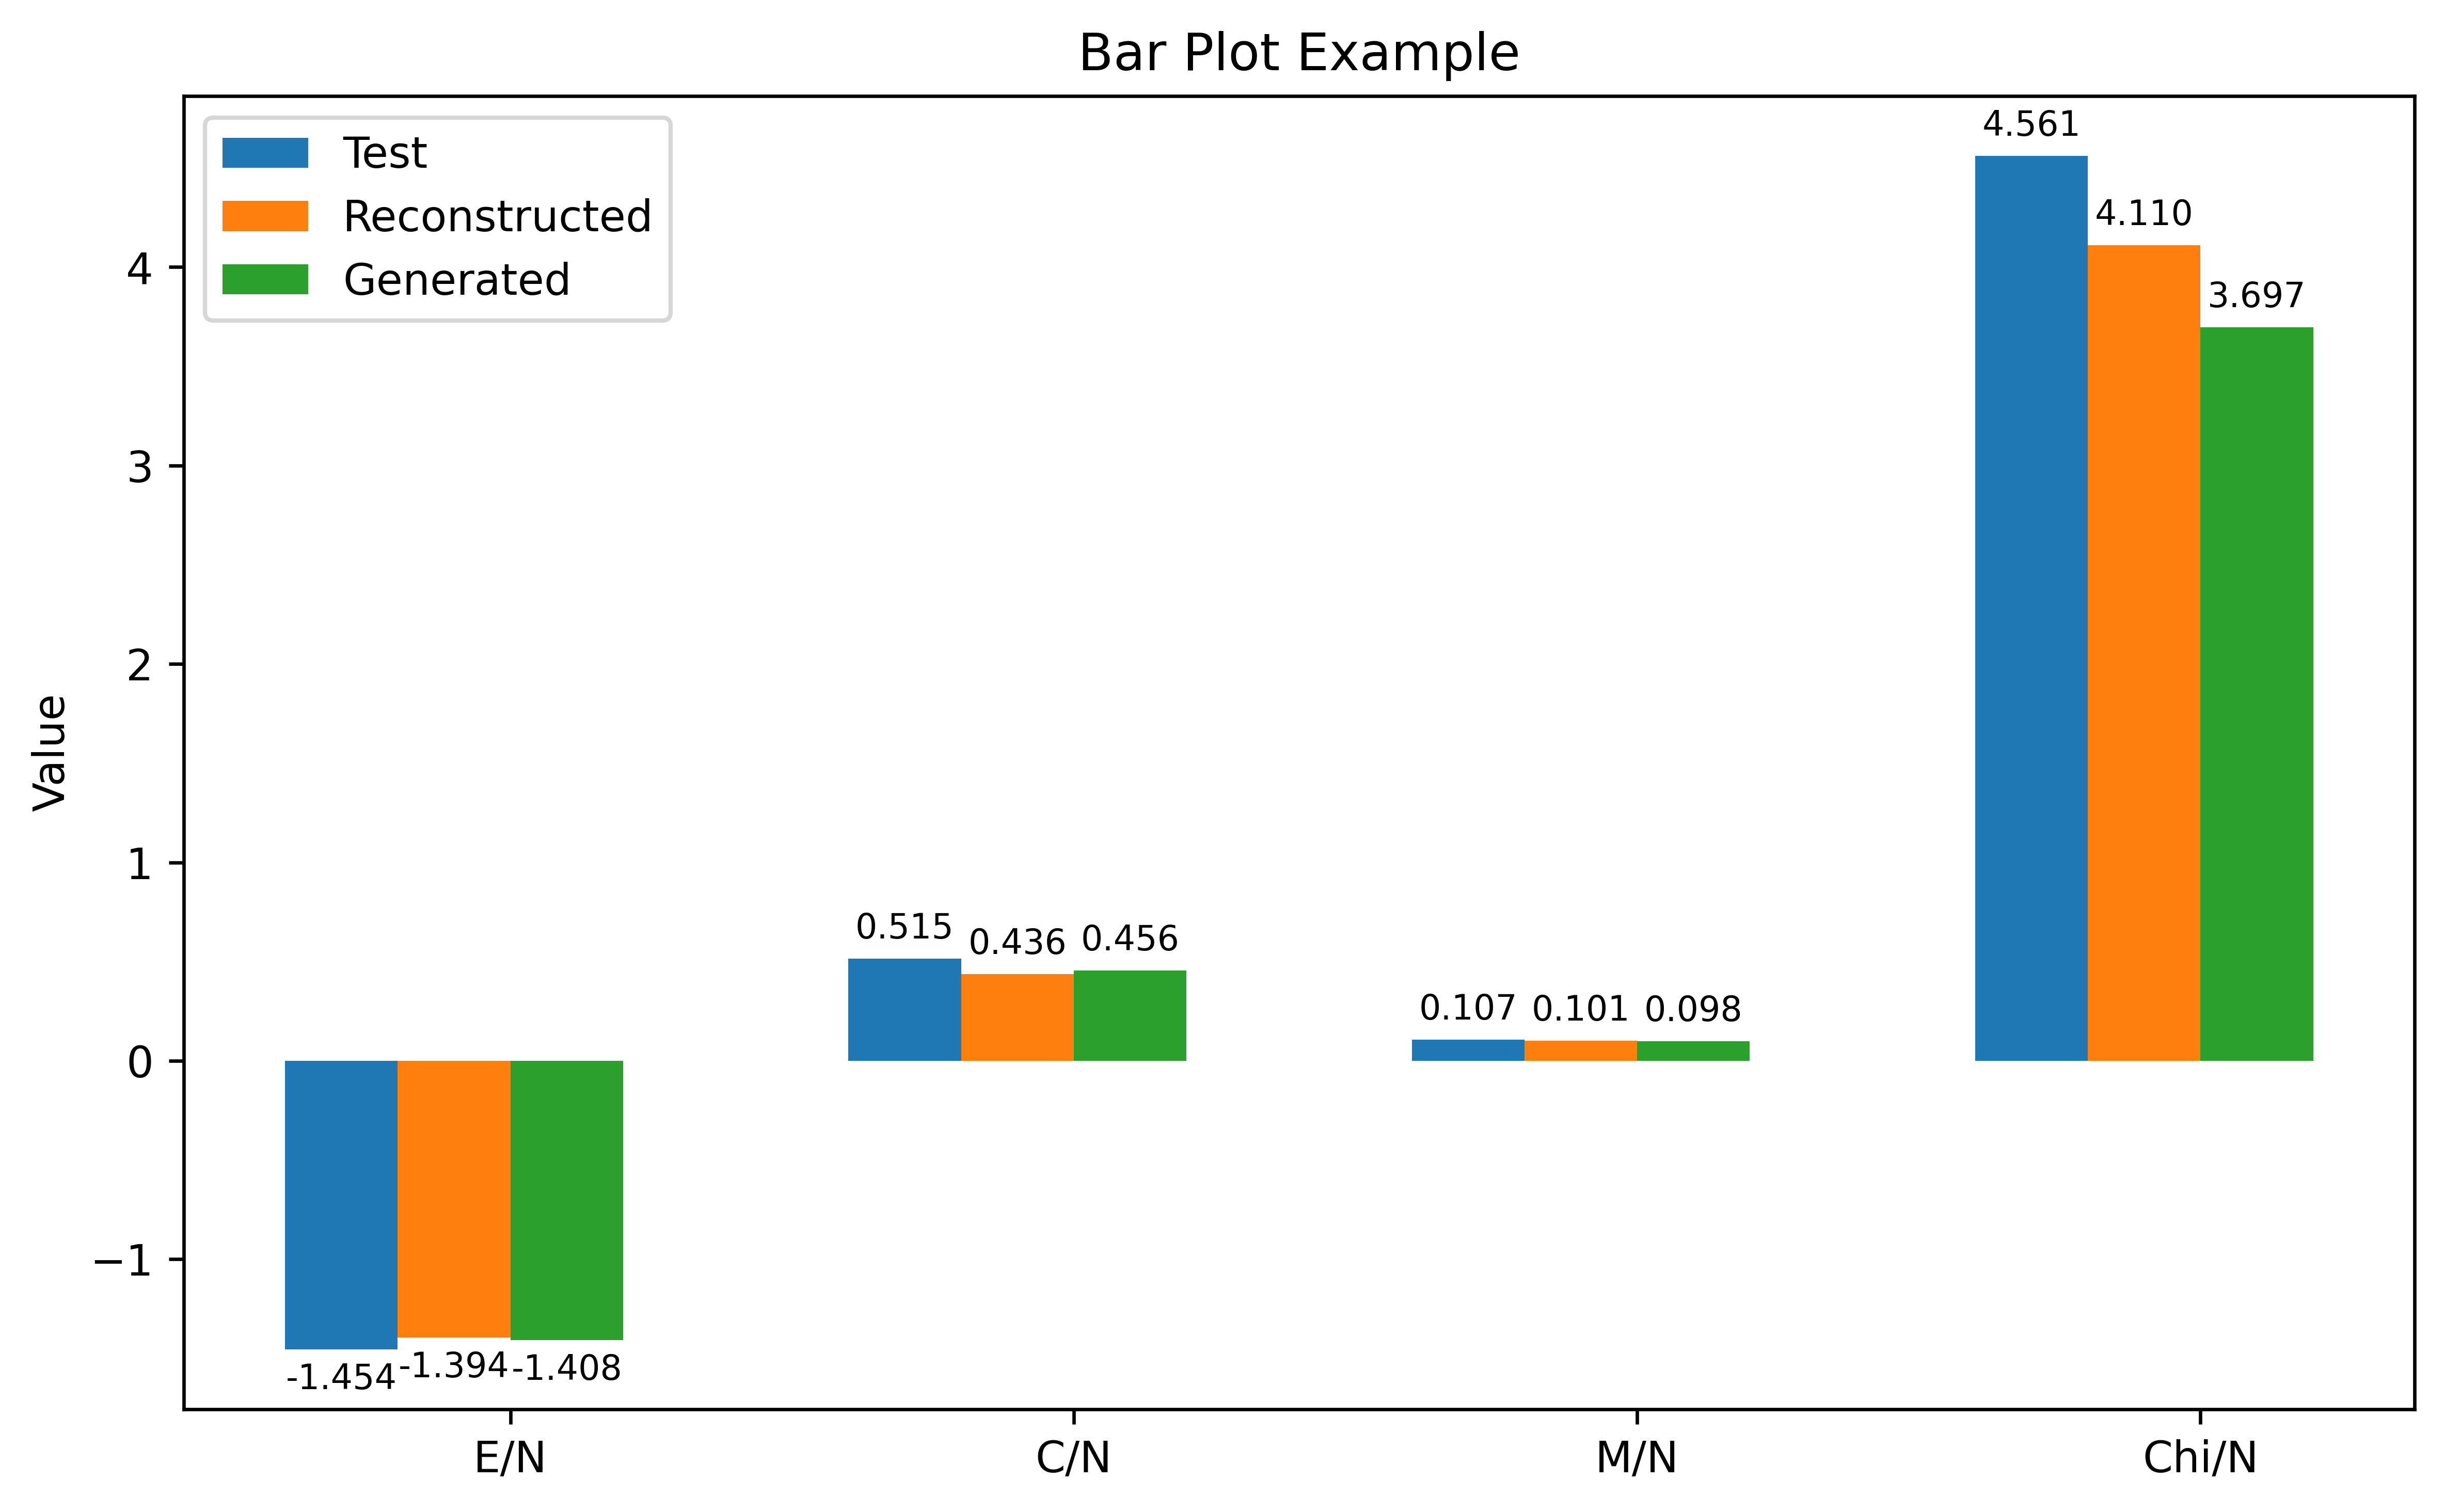 Bar Plot Example
Test
Reconstructed
Generated
Value
4
3
2
1
0
−1
4.561
4.110
3.697
0.515
0.436
0.456
0.107
0.101
0.098
-1.454
-1.394
-1.408
E/N
C/N
M/N
Chi/N